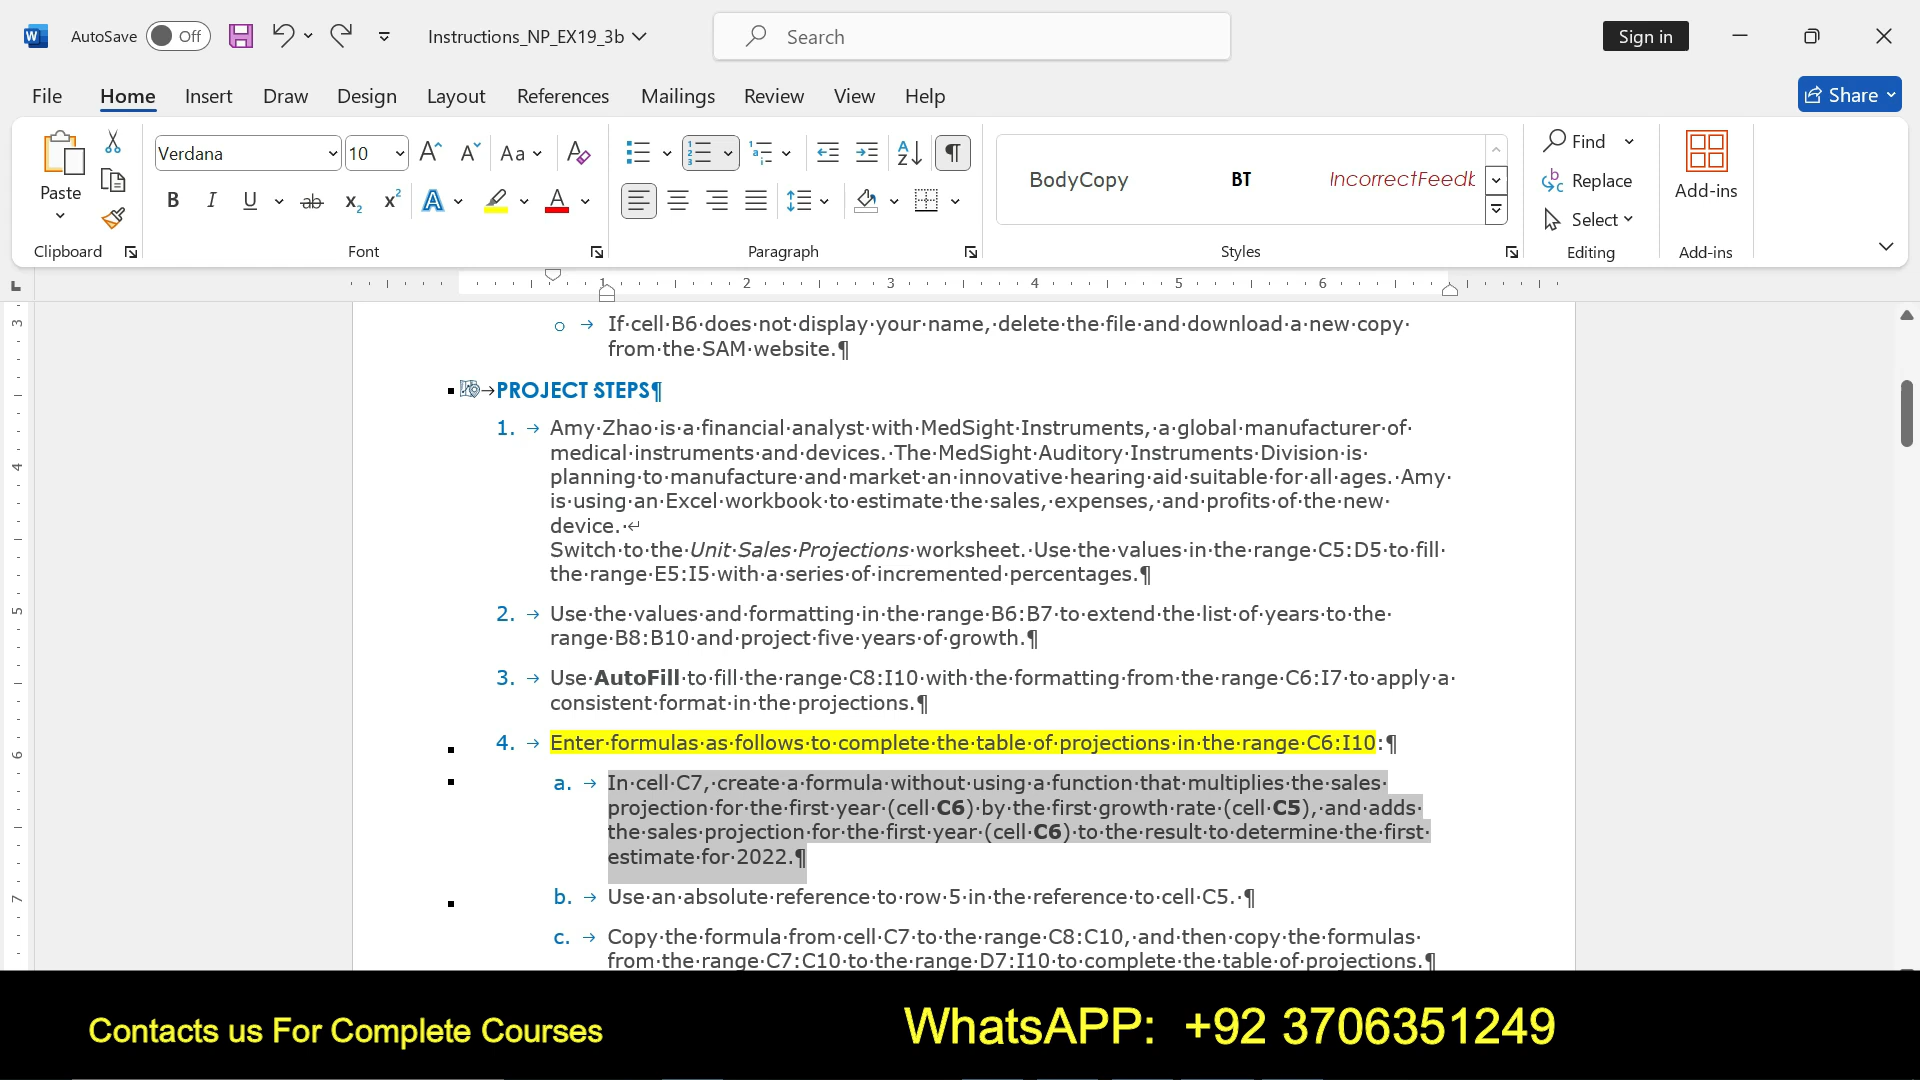 AutoSave Off Instructions_NP_EX19_3b Search Sign in
File Home Insert Draw Design Layout References Mailings Review View Help Share
Paste Verdana 10 Aa BodyCopy BT IncorrectFeedb Find Replace Select Add-ins
B I U ab x₂ x² A A
Clipboard Font Paragraph Styles Editing Add-ins
1 2 3 4 5 6
o → If·cell·B6·does·not·display·your·name,·delete·the·file·and·download·a·new·copy·
from·the·SAM·website.¶
→PROJECT STEPS¶
1. → Amy·Zhao·is·a·financial·analyst·with·MedSight·Instruments,·a·global·manufacturer·of·
medical·instruments·and·devices.·The·MedSight·Auditory·Instruments·Division·is·
planning·to·manufacture·and·market·an·innovative·hearing·aid·suitable·for·all·ages.·Amy·
is·using·an·Excel·workbook·to·estimate·the·sales,·expenses,·and·profits·of·the·new·
device.·↵
Switch·to·the·Unit·Sales·Projections·worksheet.·Use·the·values·in·the·range·C5:D5·to·fill·
the·range·E5:I5·with·a·series·of·incremented·percentages.¶
2. → Use·the·values·and·formatting·in·the·range·B6:B7·to·extend·the·list·of·years·to·the·
range·B8:B10·and·project·five·years·of·growth.¶
3. → Use·AutoFill·to·fill·the·range·C8:I10·with·the·formatting·from·the·range·C6:I7·to·apply·a·
consistent·format·in·the·projections.¶
4. → Enter·formulas·as·follows·to·complete·the·table·of·projections·in·the·range·C6:I10:¶
a. → In·cell·C7,·create·a·formula·without·using·a·function·that·multiplies·the·sales·
projection·for·the·first·year·(cell·C6)·by·the·first·growth·rate·(cell·C5),·and·adds·
the·sales·projection·for·the·first·year·(cell·C6)·to·the·result·to·determine·the·first·
estimate·for·2022.¶
b. → Use·an·absolute·reference·to·row·5·in·the·reference·to·cell·C5.·¶
c. → Copy·the·formula·from·cell·C7·to·the·range·C8:C10,·and·then·copy·the·formulas·
from·the·range·C7:C10·to·the·range·D7:I10·to·complete·the·table·of·projections.¶
3
4
5
6
7
Contacts us For Complete Courses
WhatsAPP: +92 3706351249